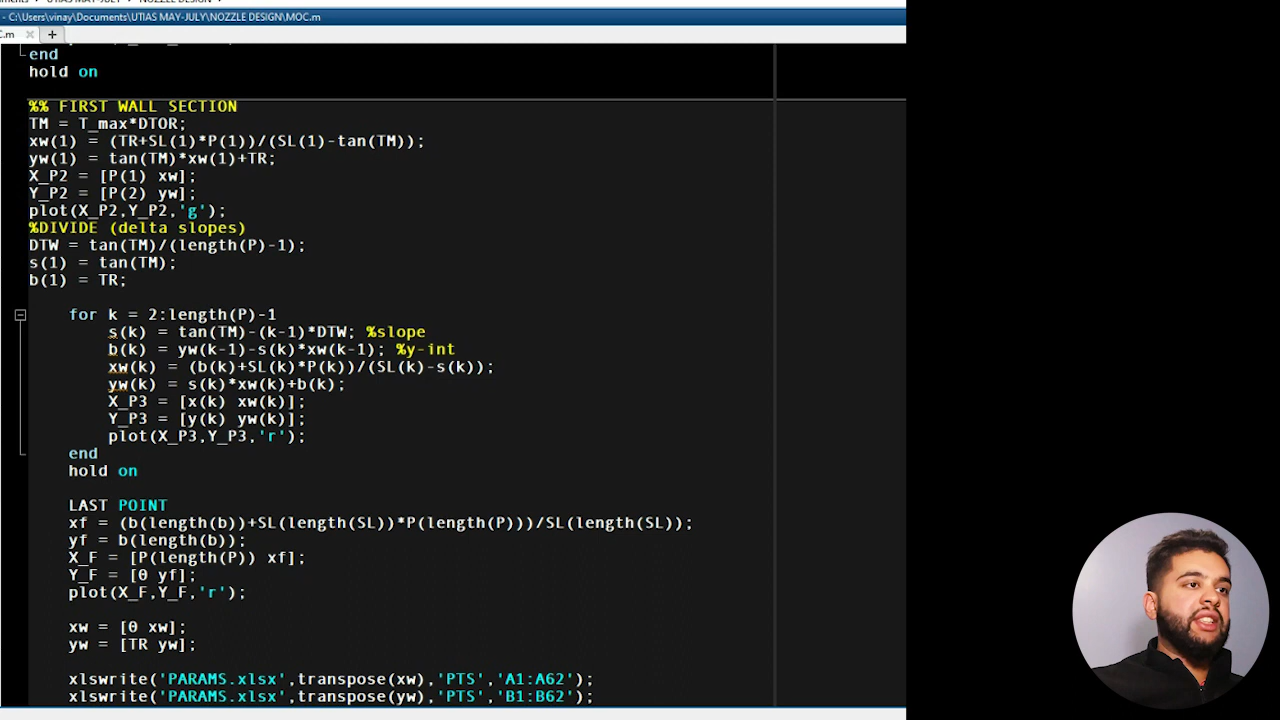 - C:\Users\vinay\Documents\UTIAS MAY-JULY\NOZZLE DESIGN\MOC.m
C.m × +
end
hold on
%% FIRST WALL SECTION
TM = T_max*DTOR;
xw(1) = (TR+SL(1)*P(1))/(SL(1)-tan(TM));
yw(1) = tan(TM)*xw(1)+TR;
X_P2 = [P(1) xw];
Y_P2 = [P(2) yw];
plot(X_P2,Y_P2,'g');
%DIVIDE (delta slopes)
DTW = tan(TM)/(length(P)-1);
s(1) = tan(TM);
b(1) = TR;
for k = 2:length(P)-1
s(k) = tan(TM)-(k-1)*DTW; %slope
b(k) = yw(k-1)-s(k)*xw(k-1); %y-int
xw(k) = (b(k)+SL(k)*P(k))/(SL(k)-s(k));
yw(k) = s(k)*xw(k)+b(k);
X_P3 = [x(k) xw(k)];
Y_P3 = [y(k) yw(k)];
plot(X_P3,Y_P3,'r');
end
hold on
LAST POINT
xf = (b(length(b))+SL(length(SL))*P(length(P)))/SL(length(SL));
yf = b(length(b));
X_F = [P(length(P)) xf];
Y_F = [0 yf];
plot(X_F,Y_F,'r');
xw = [0 xw];
yw = [TR yw];
xlswrite('PARAMS.xlsx',transpose(xw),'PTS','A1:A62');
xlswrite('PARAMS.xlsx',transpose(yw),'PTS','B1:B62');